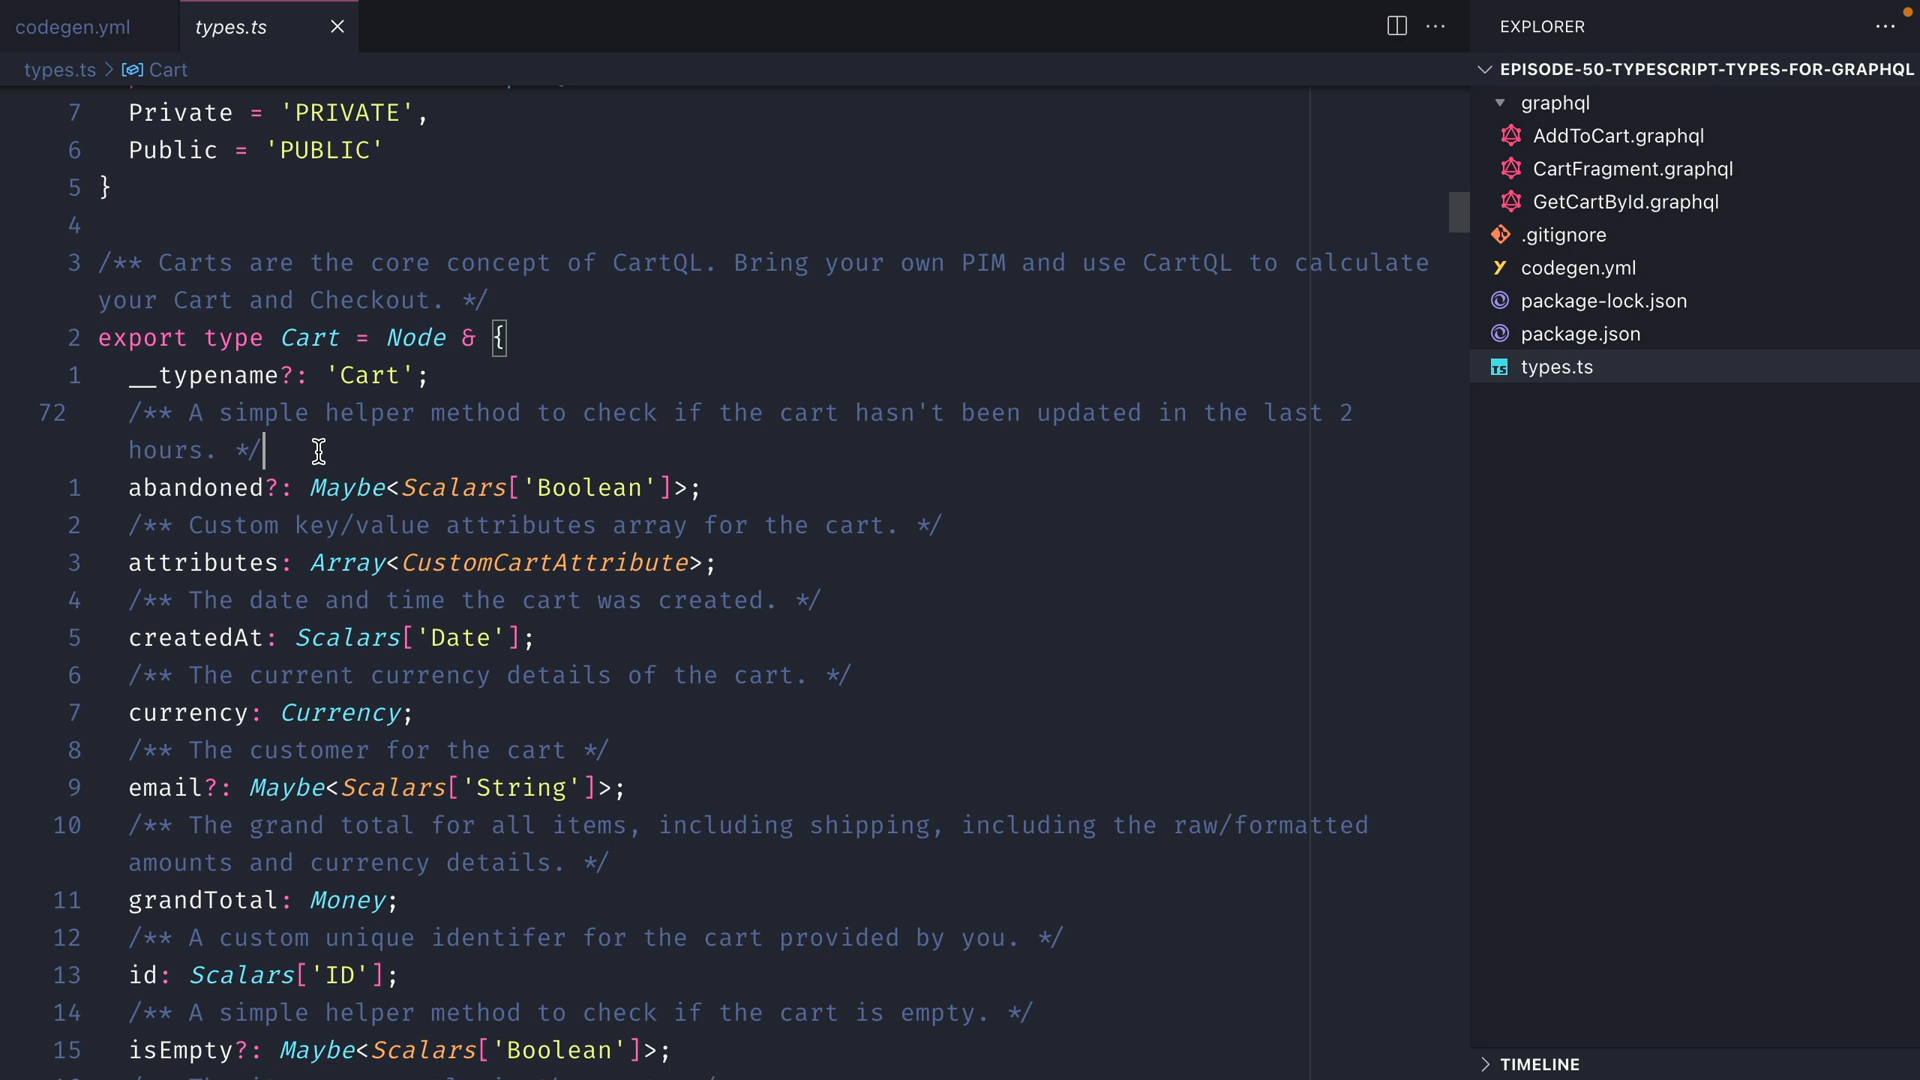 codegen.yml
types.ts
types.ts > Cart
7 Private = 'PRIVATE',
6 Public = 'PUBLIC'
5 }
4
3 /** Carts are the core concept of CartQL. Bring your own PIM and use CartQL to calculate
your Cart and Checkout. */
2 export type Cart = Node & {
1 __typename?: 'Cart';
72 /** A simple helper method to check if the cart hasn't been updated in the last 2
hours. */
1 abandoned?: Maybe<Scalars['Boolean']>;
2 /** Custom key/value attributes array for the cart. */
3 attributes: Array<CustomCartAttribute>;
4 /** The date and time the cart was created. */
5 createdAt: Scalars['Date'];
6 /** The current currency details of the cart. */
7 currency: Currency;
8 /** The customer for the cart */
9 email?: Maybe<Scalars['String']>;
10 /** The grand total for all items, including shipping, including the raw/formatted
amounts and currency details. */
11 grandTotal: Money;
12 /** A custom unique identifer for the cart provided by you. */
13 id: Scalars['ID'];
14 /** A simple helper method to check if the cart is empty. */
15 isEmpty?: Maybe<Scalars['Boolean']>;
EXPLORER
EPISODE-50-TYPESCRIPT-TYPES-FOR-GRAPHQL
graphql
AddToCart.graphql
CartFragment.graphql
GetCartById.graphql
.gitignore
codegen.yml
package-lock.json
package.json
types.ts
TIMELINE